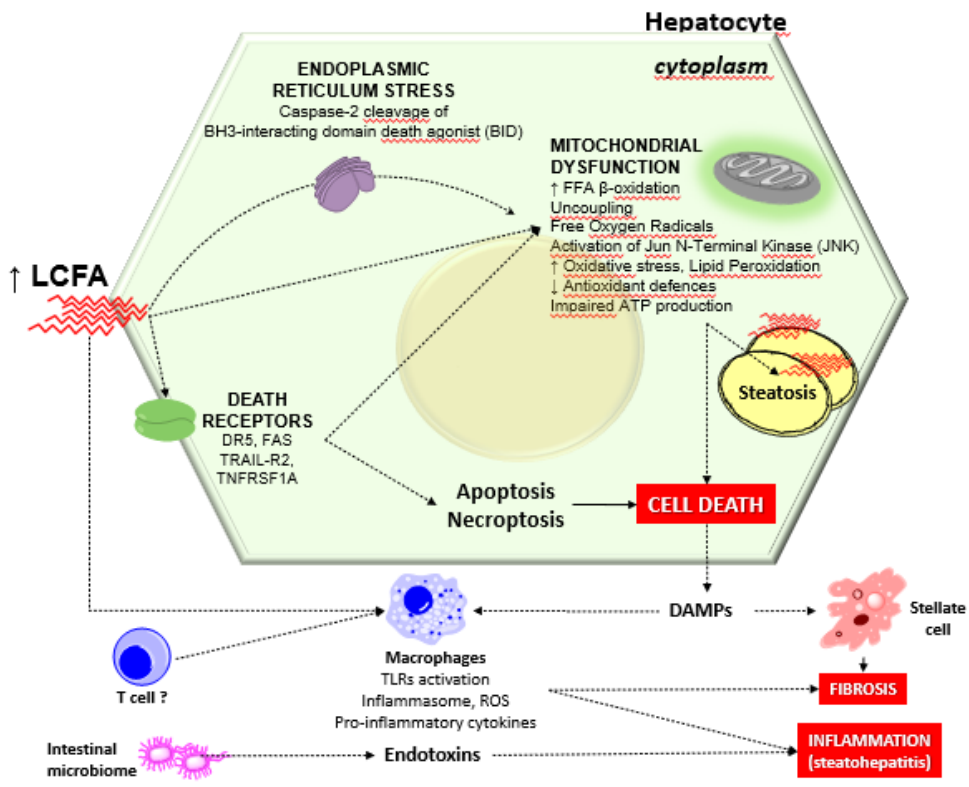 Hepatocyte
cytoplasm
ENDOPLASMIC
RETICULUM STRESS
Caspase-2 cleavage of
BH3-interacting domain death agonist (BID)
MITOCHONDRIAL
DYSFUNCTION
↑ FFA β-oxidation
Uncoupling
Free Oxygen Radicals
Activation of Jun N-Terminal Kinase (JNK)
↑ Oxidative stress, Lipid Peroxidation
↓ Antioxidant defences
Impaired ATP production
↑ LCFA
Steatosis
DEATH
RECEPTORS
DR5, FAS
TRAIL-R2,
TNFRSF1A
Apoptosis
Necroptosis
CELL DEATH
DAMPs
Stellate
cell
Macrophages
TLRs activation
Inflammasome, ROS
Pro-inflammatory cytokines
T cell ?
FIBROSIS
Intestinal
microbiome
Endotoxins
INFLAMMATION
(steatohepatitis)